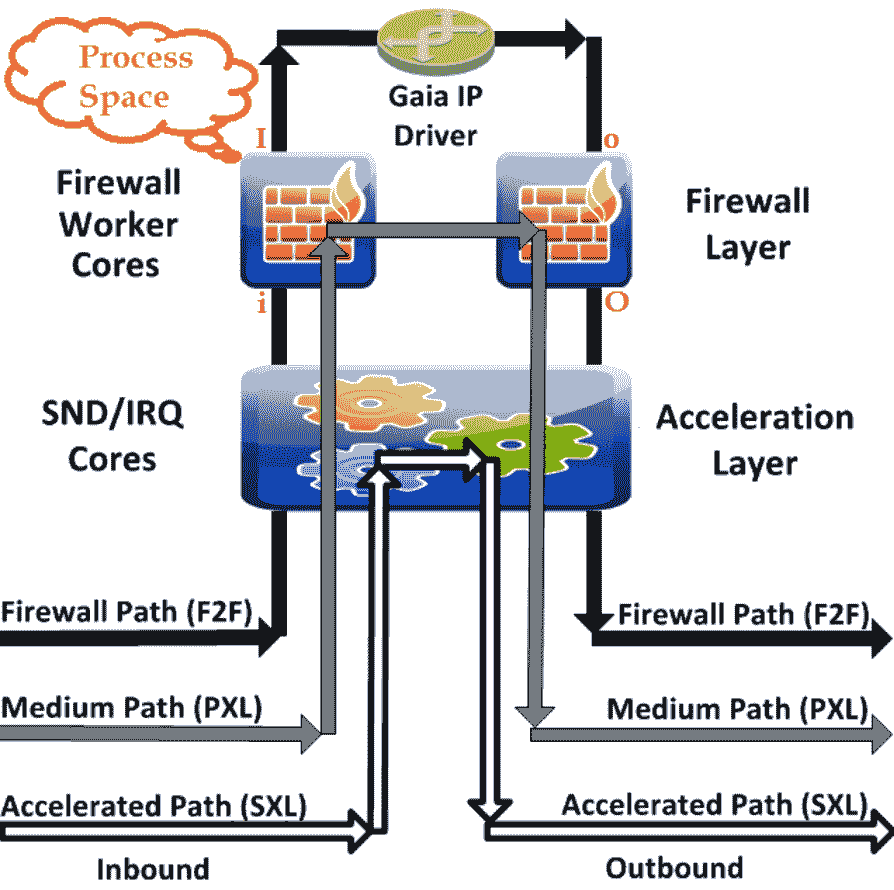 Process
Space
Gaia IP
Driver
I
o
Firewall
Worker
Cores
Firewall
Layer
i
O
SND/IRQ
Cores
Acceleration
Layer
Firewall Path (F2F)
Firewall Path (F2F)
Medium Path (PXL)
Medium Path (PXL)
Accelerated Path (SXL)
Accelerated Path (SXL)
Inbound
Outbound